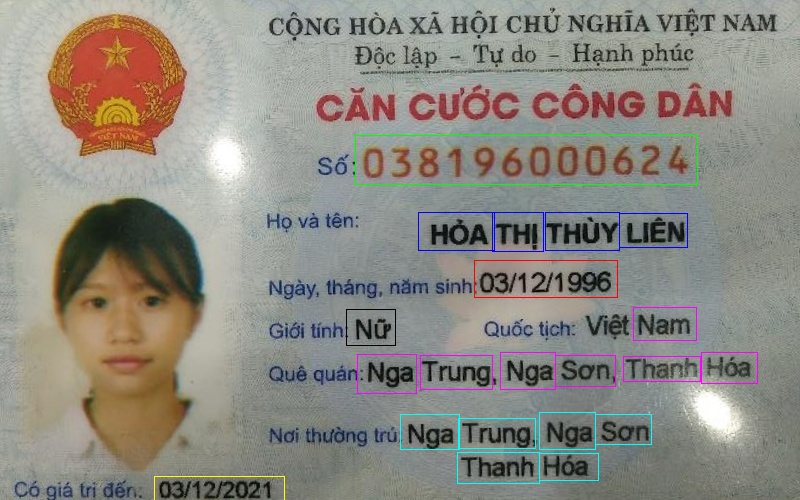 CỘNG HÒA XÃ HỘI CHỦ NGHĨA VIỆT NAM
Độc lập - Tự do - Hạnh phúc
CĂN CƯỚC CÔNG DÂN
Số: 038196000624
Họ và tên: HỎA THỊ THÙY LIÊN
Ngày, tháng, năm sinh: 03/12/1996
Giới tính: Nữ Quốc tịch: Việt Nam
Quê quán: Nga Trung, Nga Sơn, Thanh Hóa
Nơi thường trú: Nga Trung, Nga Sơn
Thanh Hóa
Có giá trị đến: 03/12/2021